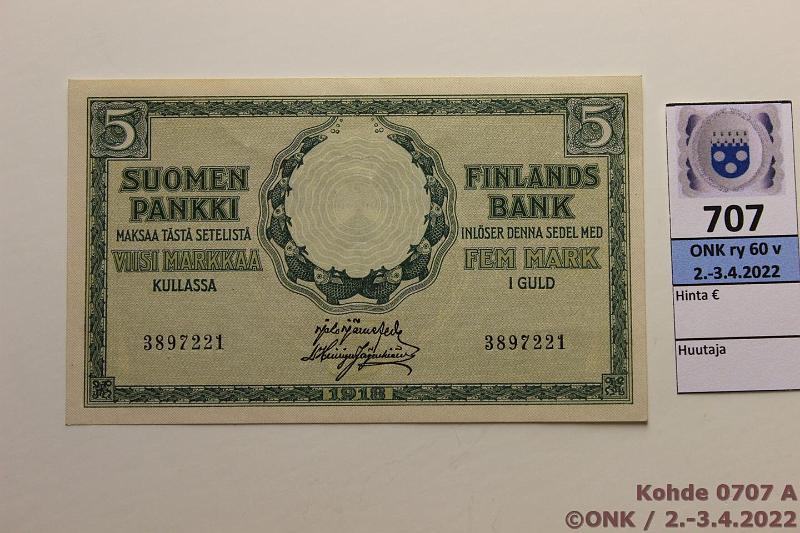 5
5
SUOMEN
PANKKI
MAKSAA TÄSTÄ SETELISTÄ
VIISI MARKKAA
KULLASSA
FINLANDS
BANK
INLÖSER DENNA SEDEL MED
FEM MARK
I GULD
3897221
3897221
1918
707
ONK ry 60 v
2.-3.4.2022
Hinta €
Huutaja
Kohde 0707 A
©ONK / 2.-3.4.2022